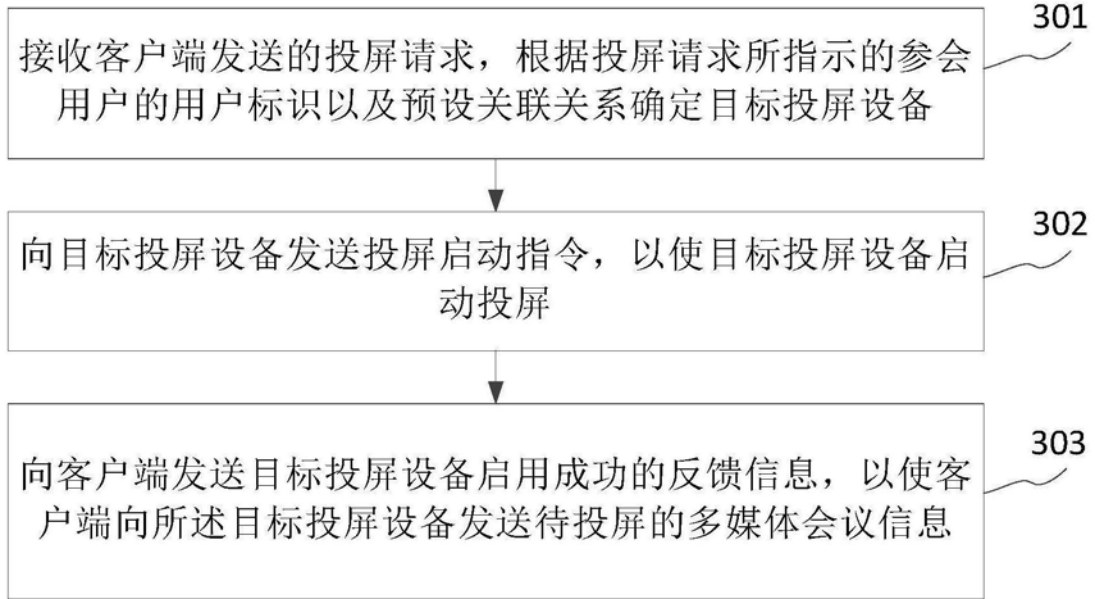 301
接收客户端发送的投屏请求，根据投屏请求所指示的参会
用户的用户标识以及预设关联关系确定目标投屏设备
302
向目标投屏设备发送投屏启动指令，以使目标投屏设备启
动投屏
303
向客户端发送目标投屏设备启用成功的反馈信息，以使客
户端向所述目标投屏设备发送待投屏的多媒体会议信息